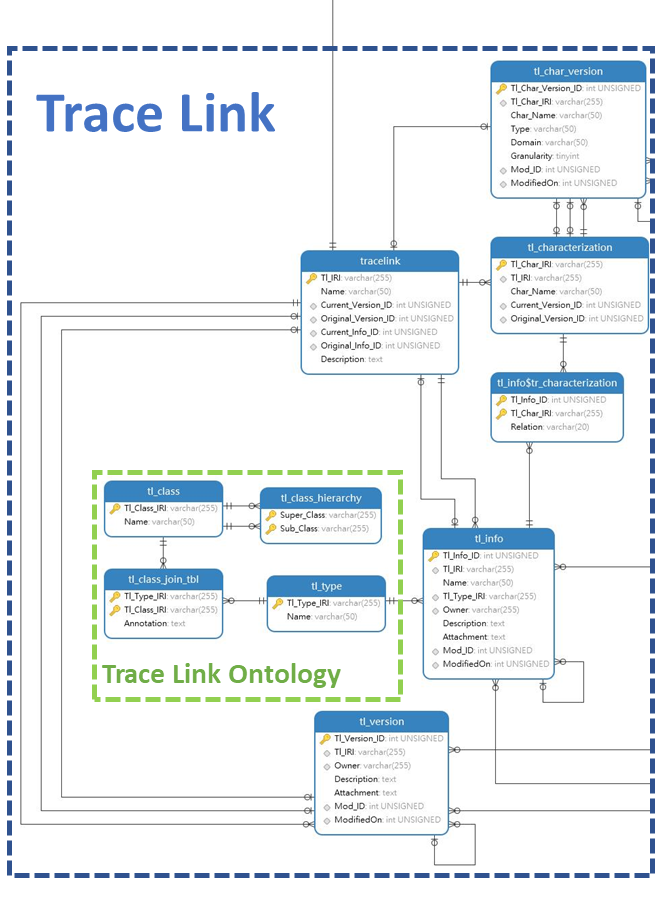 Trace Link
tl_char_version
Tl_Char_Version_ID: int UNSIGNED
Tl_Char_IRI: varchar(255)
Char_Name: varchar(50)
Type: varchar(50)
Domain: varchar(50)
Granularity: tinyint
Mod_ID: int UNSIGNED
ModifiedOn: int UNSIGNED
tl_characterization
Tl_Char_IRI: varchar(255)
Tl_IRI: varchar(255)
Char_Name: varchar(50)
Current_Version_ID: int UNSIGNED
Original_Version_ID: int UNSIGNED
tracelink
Tl_IRI: varchar(255)
Name: varchar(50)
Current_Version_ID: int UNSIGNED
Original_Version_ID: int UNSIGNED
Current_Info_ID: int UNSIGNED
Original_Info_ID: int UNSIGNED
Description: text
tl_info$tr_characterization
Tl_Info_ID: int UNSIGNED
Tl_Char_IRI: varchar(255)
Relation: varchar(20)
tl_class
Tl_Class_IRI: varchar(255)
Name: varchar(50)
tl_class_hierarchy
Super_Class: varchar(255)
Sub_Class: varchar(255)
tl_class_join_tbl
Tl_Type_IRI: varchar(255)
Tl_Class_IRI: varchar(255)
Annotation: text
tl_type
Tl_Type_IRI: varchar(255)
Name: varchar(50)
Trace Link Ontology
tl_info
Tl_Info_ID: int UNSIGNED
Tl_IRI: varchar(255)
Name: varchar(50)
Tl_Type_IRI: varchar(255)
Owner: varchar(255)
Description: text
Attachment: text
Mod_ID: int UNSIGNED
ModifiedOn: int UNSIGNED
tl_version
Tl_Version_ID: int UNSIGNED
Tl_IRI: varchar(255)
Owner: varchar(255)
Description: text
Attachment: text
Mod_ID: int UNSIGNED
ModifiedOn: int UNSIGNED